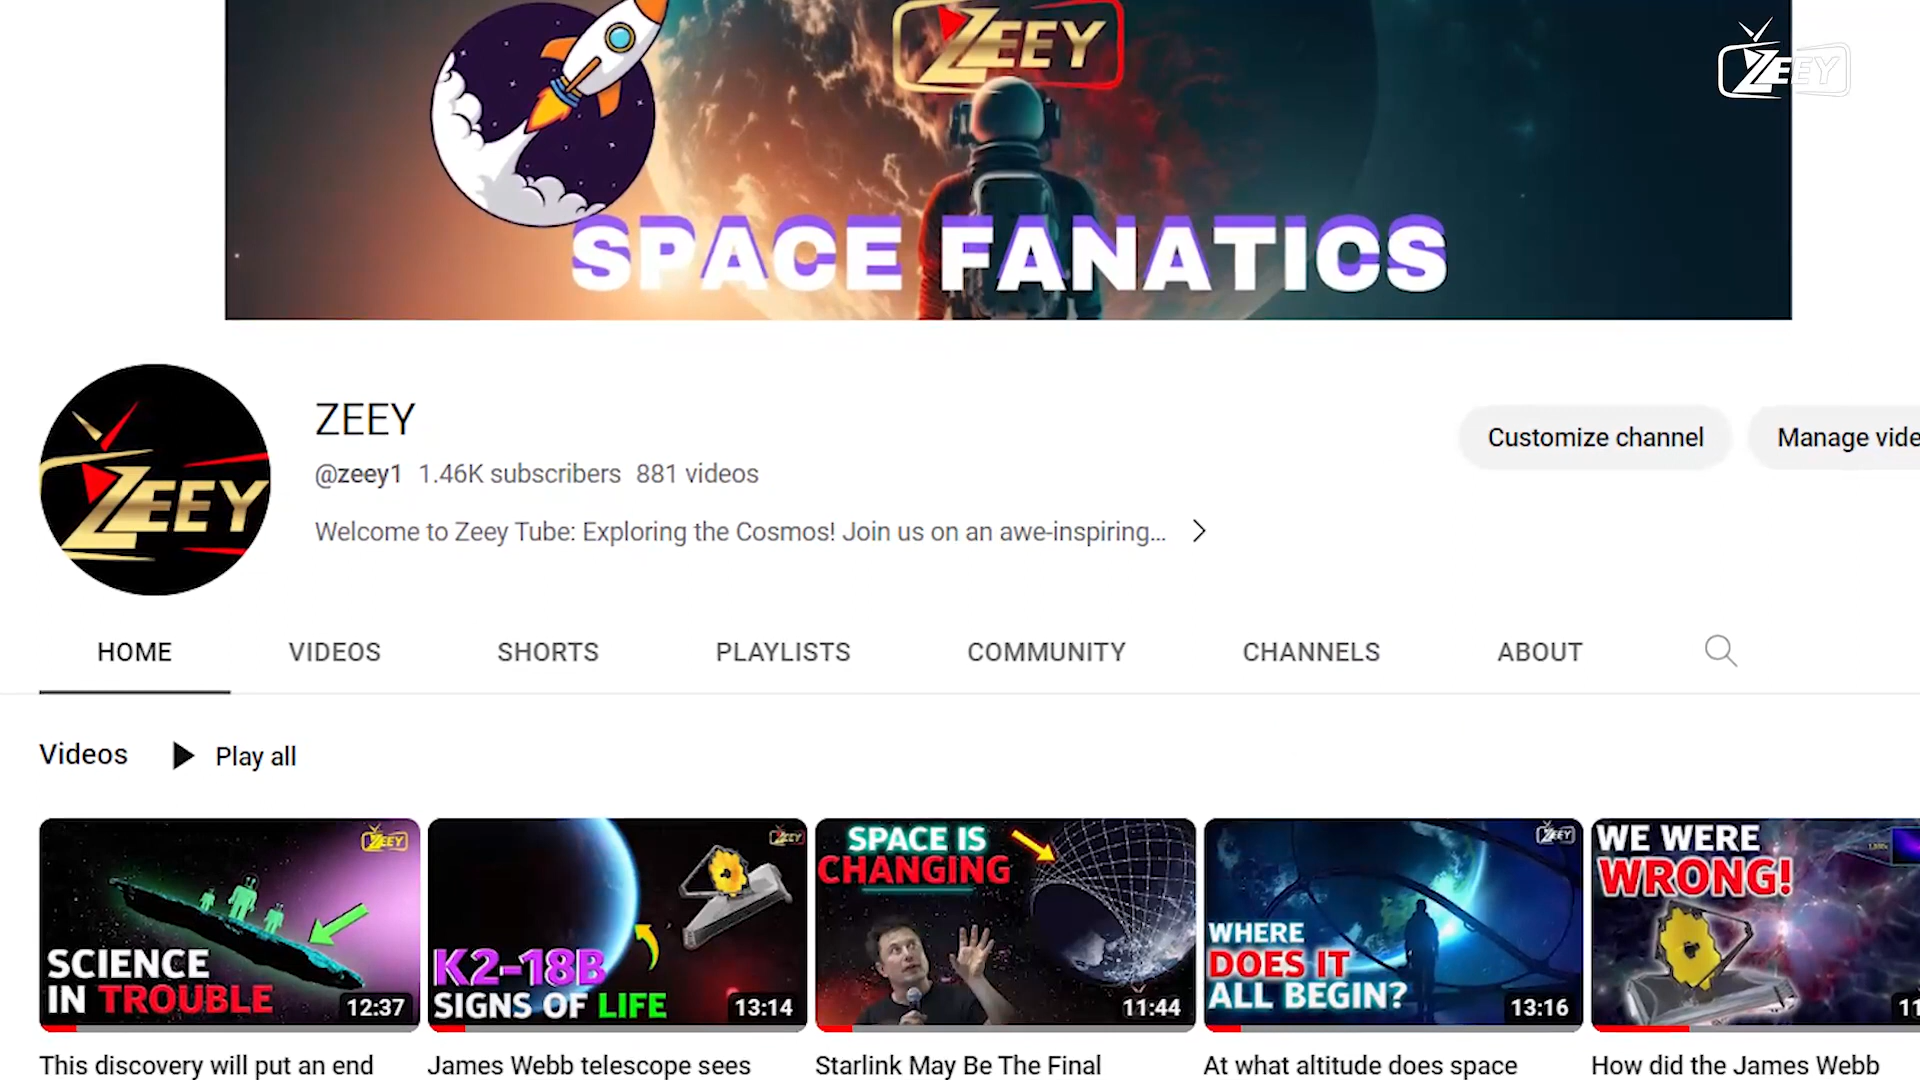 ZEEY
ZEEY
SPACE FANATICS
ZEEY
ZEEY
@zeey1 1.46K subscribers 881 videos
Customize channel
Manage vide
Welcome to Zeey Tube: Exploring the Cosmos! Join us on an awe-inspiring...
HOME VIDEOS SHORTS PLAYLISTS COMMUNITY CHANNELS ABOUT
Videos Play all
ZEEY
SCIENCE
IN TROUBLE
12:37
ZEEY
K2-18B
SIGNS OF LIFE
13:14
SPACE IS
CHANGING
11:44
ZEEY
WHERE
DOES IT
ALL BEGIN?
13:16
WE WERE
WRONG!
11
This discovery will put an end
James Webb telescope sees
Starlink May Be The Final
At what altitude does space
How did the James Webb